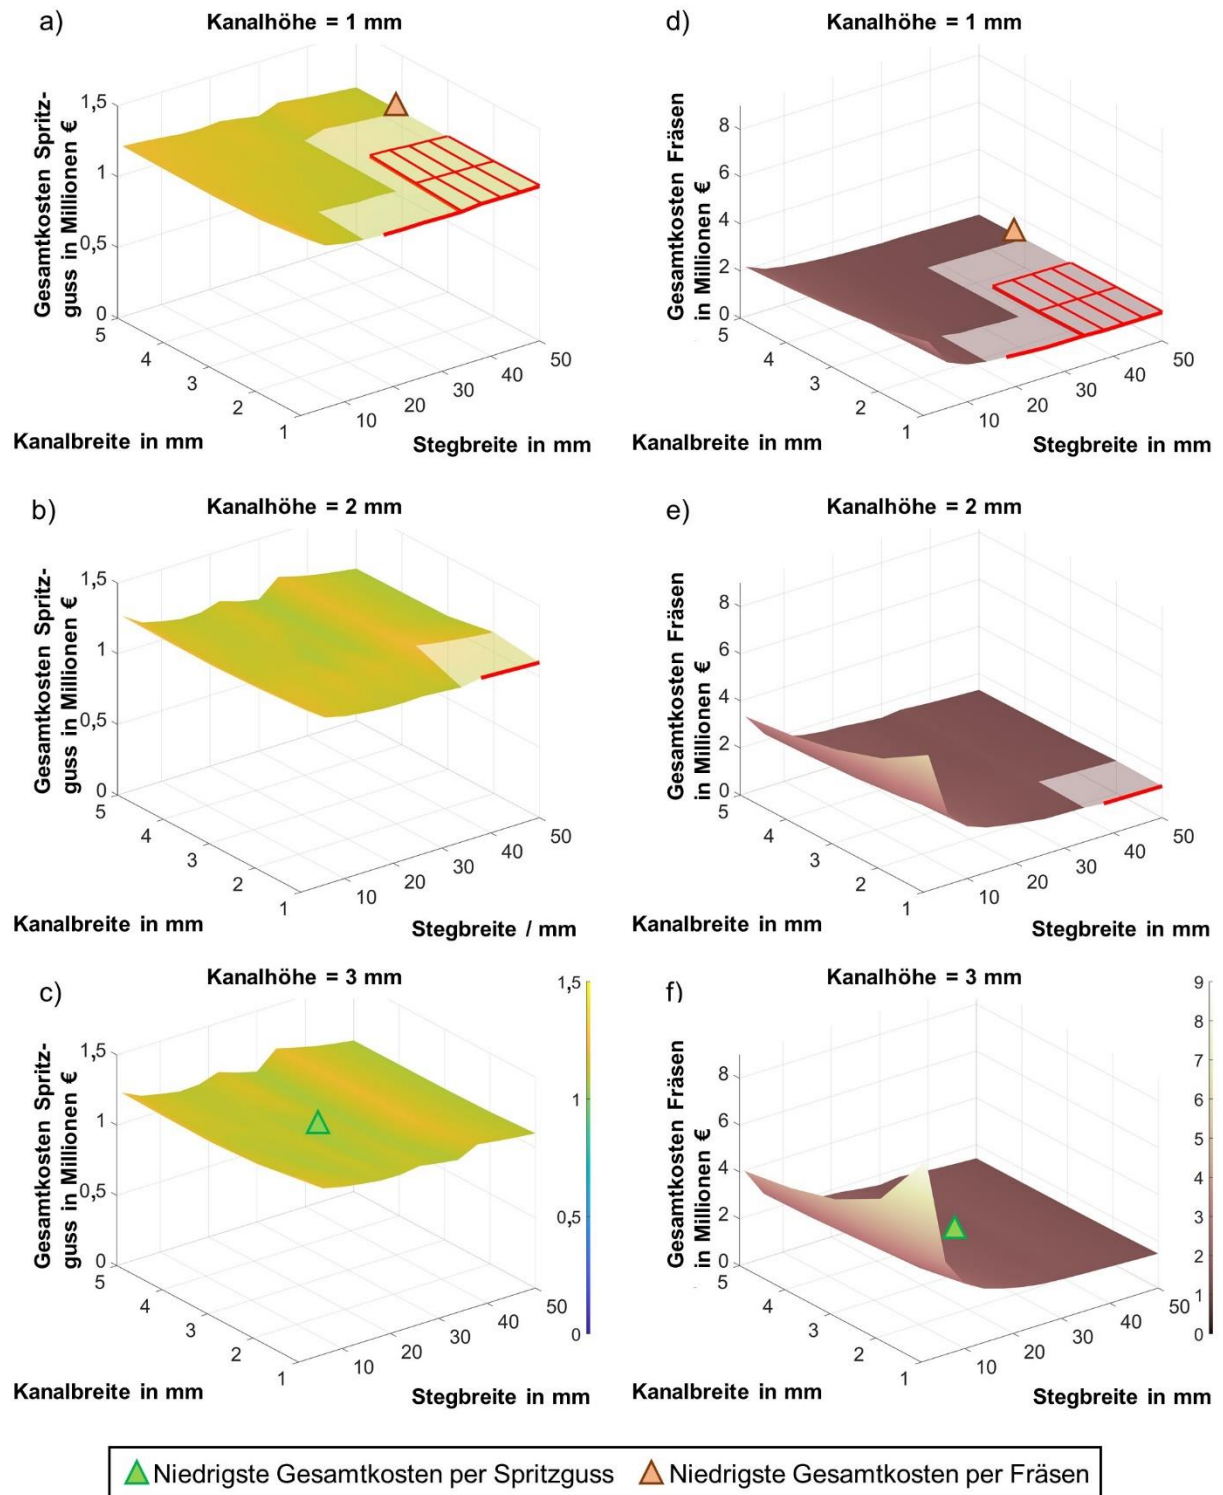 a)
Kanalhöhe = 1 mm
Gesamtkosten Spritz-
guss in Millionen €
1,5
1
0,5
0
5
4
3
2
1
10
20
30
40
50
Kanalbreite in mm
Stegbreite in mm
d)
Kanalhöhe = 1 mm
Gesamtkosten Fräsen
in Millionen €
8
6
4
2
0
5
4
3
2
1
10
20
30
40
50
Kanalbreite in mm
Stegbreite in mm
b)
Kanalhöhe = 2 mm
Gesamtkosten Spritz-
guss in Millionen €
1,5
1
0,5
0
5
4
3
2
1
10
20
30
40
50
Kanalbreite in mm
Stegbreite / mm
e)
Kanalhöhe = 2 mm
Gesamtkosten Fräsen
in Millionen €
8
6
4
2
0
5
4
3
2
1
10
20
30
40
50
Kanalbreite in mm
Stegbreite in mm
c)
Kanalhöhe = 3 mm
Gesamtkosten Spritz-
guss in Millionen €
1,5
1
0,5
0
5
4
3
2
1
10
20
30
40
50
Kanalbreite in mm
Stegbreite in mm
1,5
1
0,5
0
f)
Kanalhöhe = 3 mm
Gesamtkosten Fräsen
in Millionen €
8
6
4
2
0
5
4
3
2
1
10
20
30
40
50
Kanalbreite in mm
Stegbreite in mm
9
8
7
6
5
4
3
2
1
0
Niedrigste Gesamtkosten per Spritzguss
Niedrigste Gesamtkosten per Fräsen